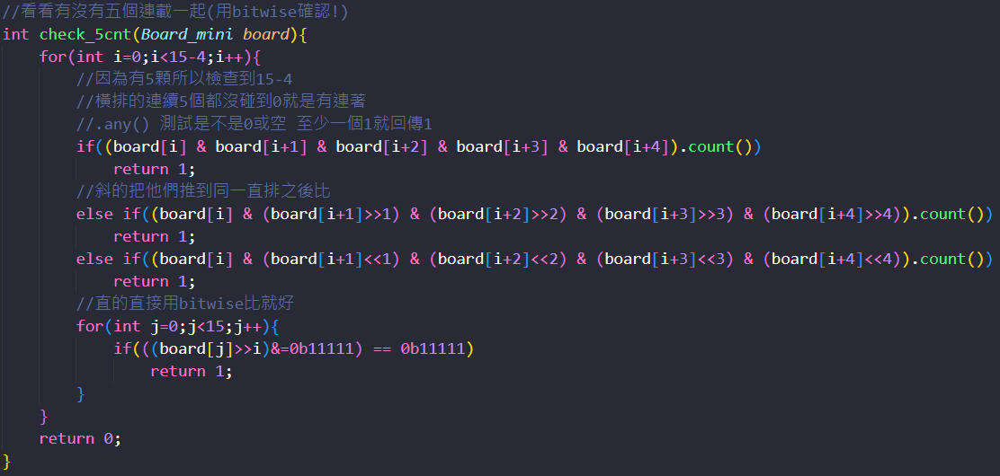 //看看有沒有五個連載一起(用bitwise確認!)
int check_5cnt(Board_mini board){
    for(int i=0;i<15-4;i++){
        //因為有5顆所以檢查到15-4
        //橫排的連續5個都沒碰到0就是有連著
        //.any() 測試是不是0或空 至少一個1就回傳1
        if((board[i] & board[i+1] & board[i+2] & board[i+3] & board[i+4]).count())
            return 1;
        //斜的把他們推到同一直排之後比
        else if((board[i] & (board[i+1]>>1) & (board[i+2]>>2) & (board[i+3]>>3) & (board[i+4]>>4)).count())
            return 1;
        else if((board[i] & (board[i+1]<<1) & (board[i+2]<<2) & (board[i+3]<<3) & (board[i+4]<<4)).count())
            return 1;
        //直的直接用bitwise比就好
        for(int j=0;j<15;j++){
            if(((board[j]>>i)&=0b11111) == 0b11111)
                return 1;
        }
    }
    return 0;
}